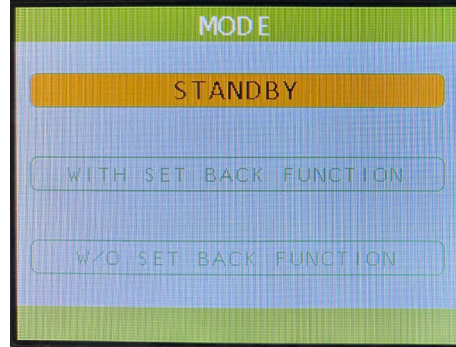 MODE
STANDBY
WITH SET BACK FUNCTION
W/O SET BACK FUNCTION